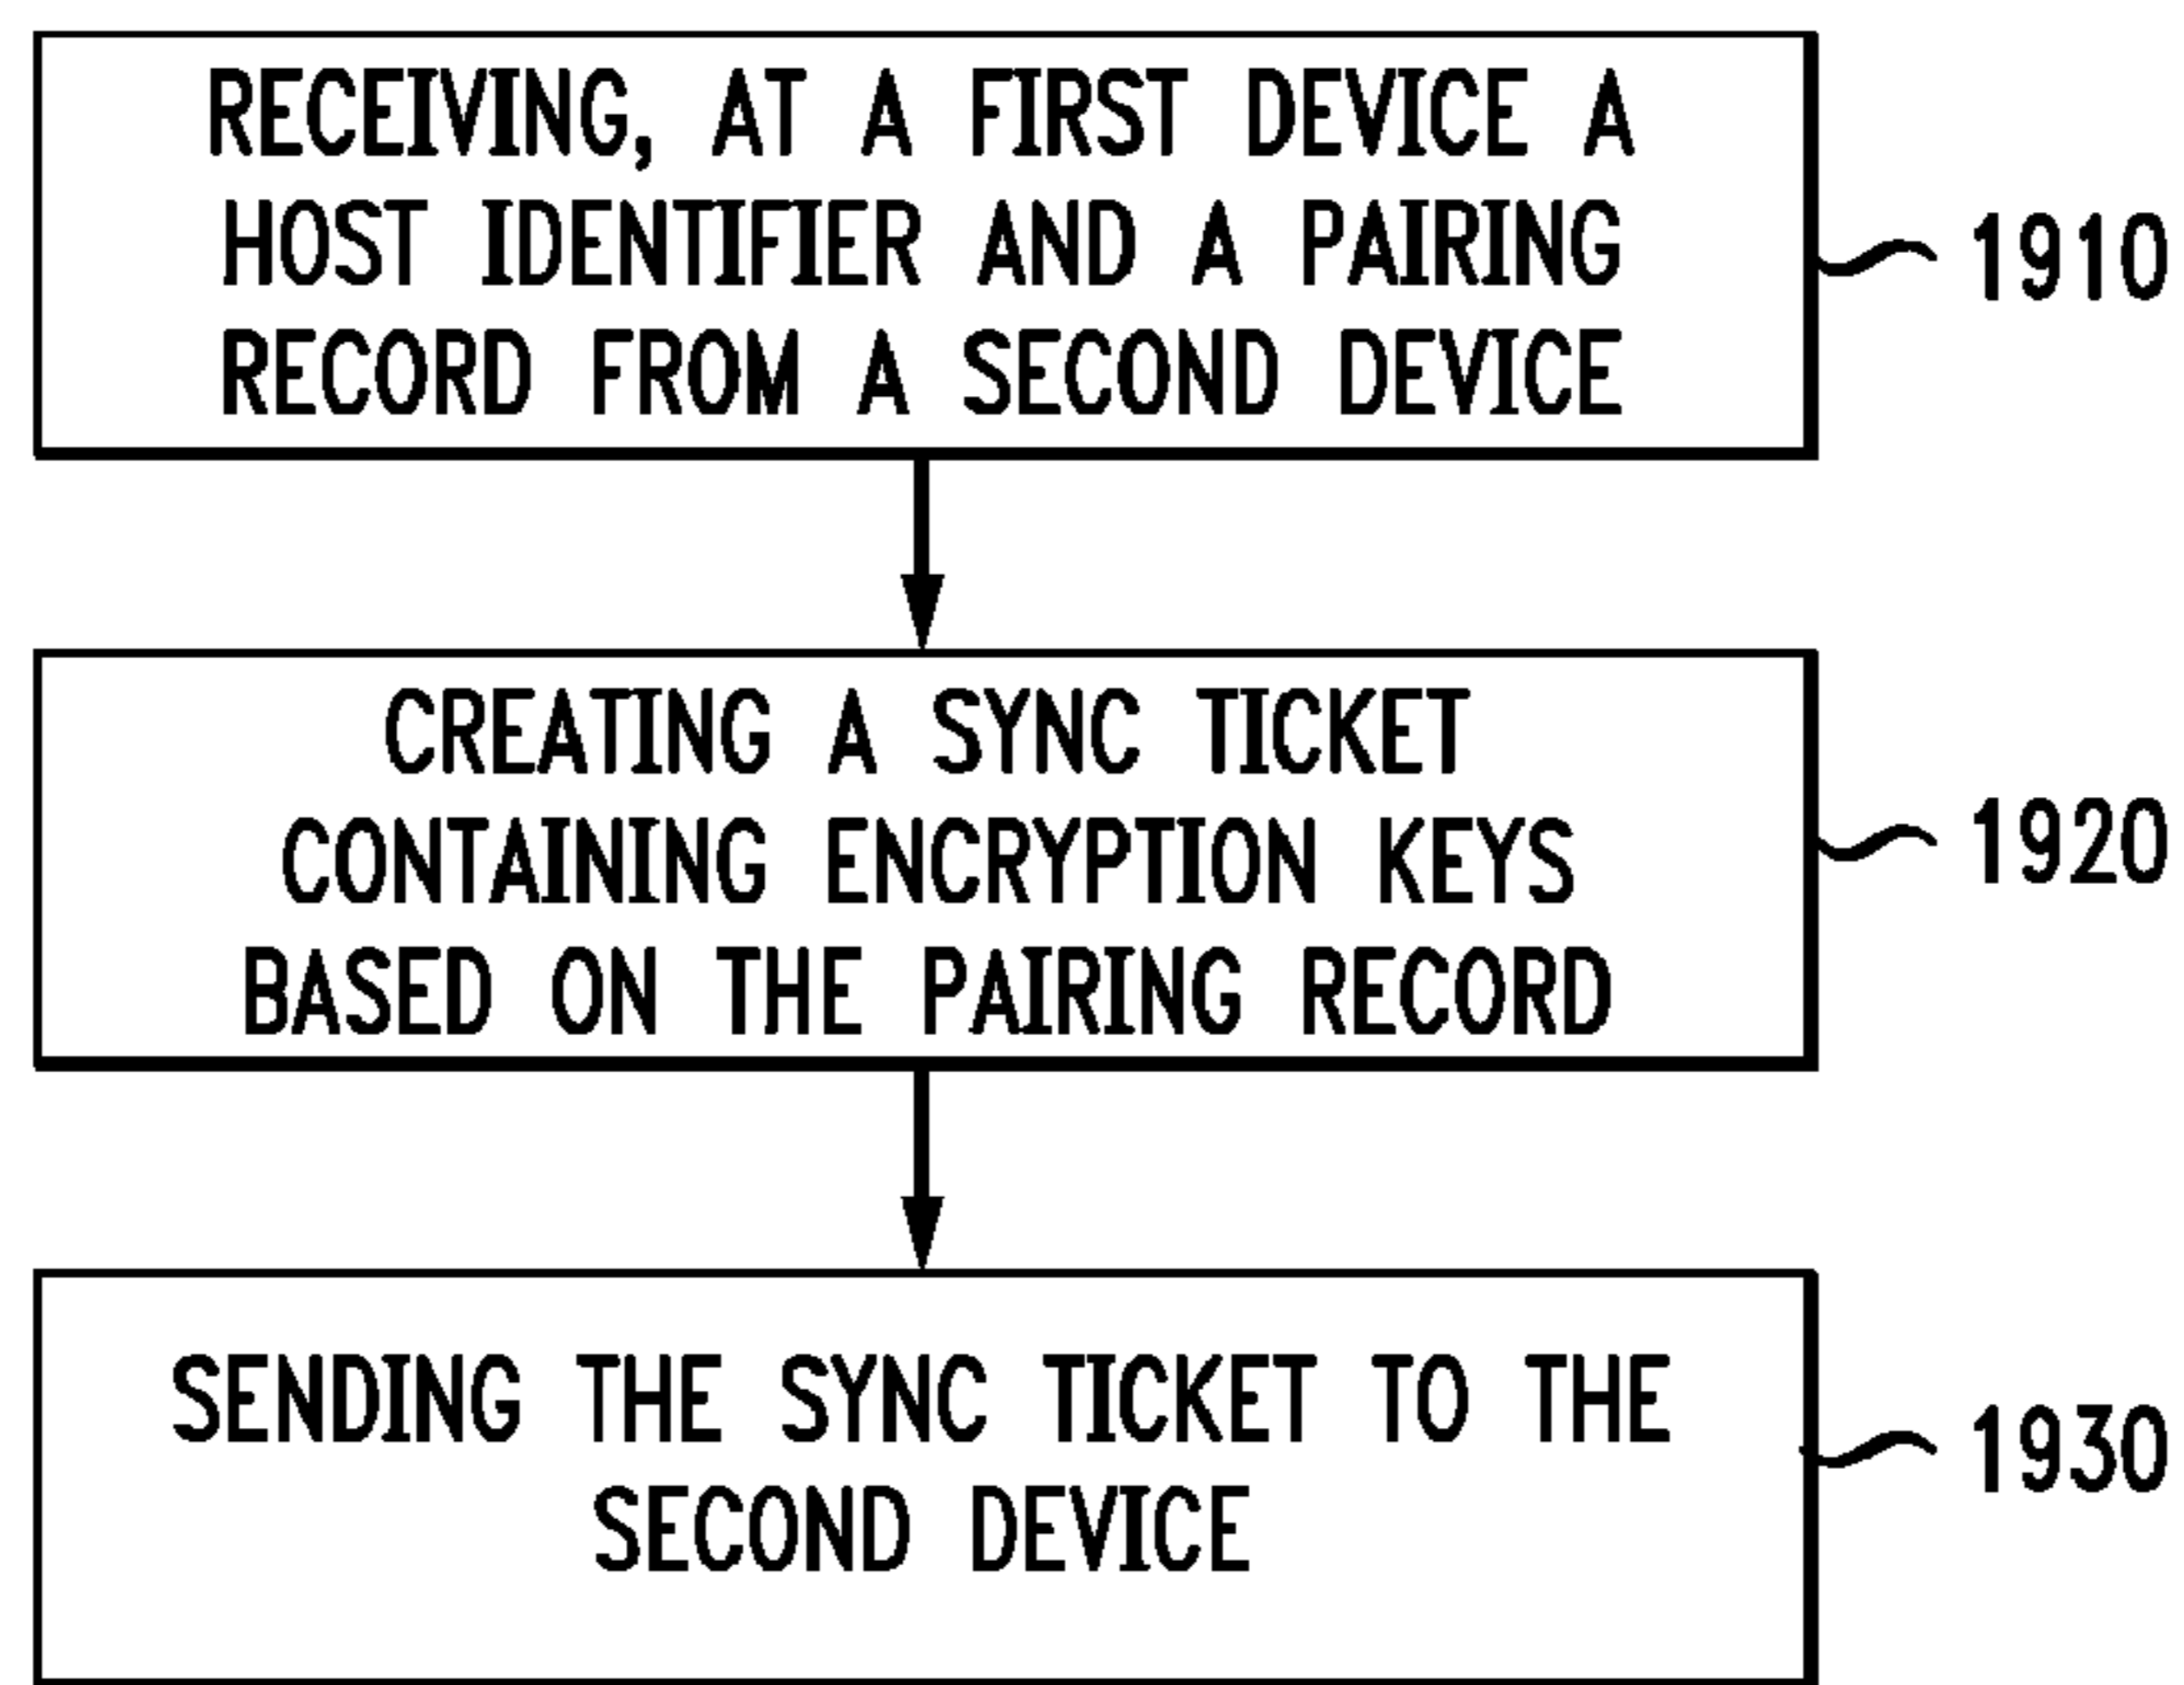 RECEIVING, AT A FIRST DEVICE A
HOST IDENTIFIER AND A PAIRING
RECORD FROM A SECOND DEVICE
1910
CREATING A SYNC TICKET
CONTAINING ENCRYPTION KEYS
BASED ON THE PAIRING RECORD
1920
SENDING THE SYNC TICKET TO THE
SECOND DEVICE
1930